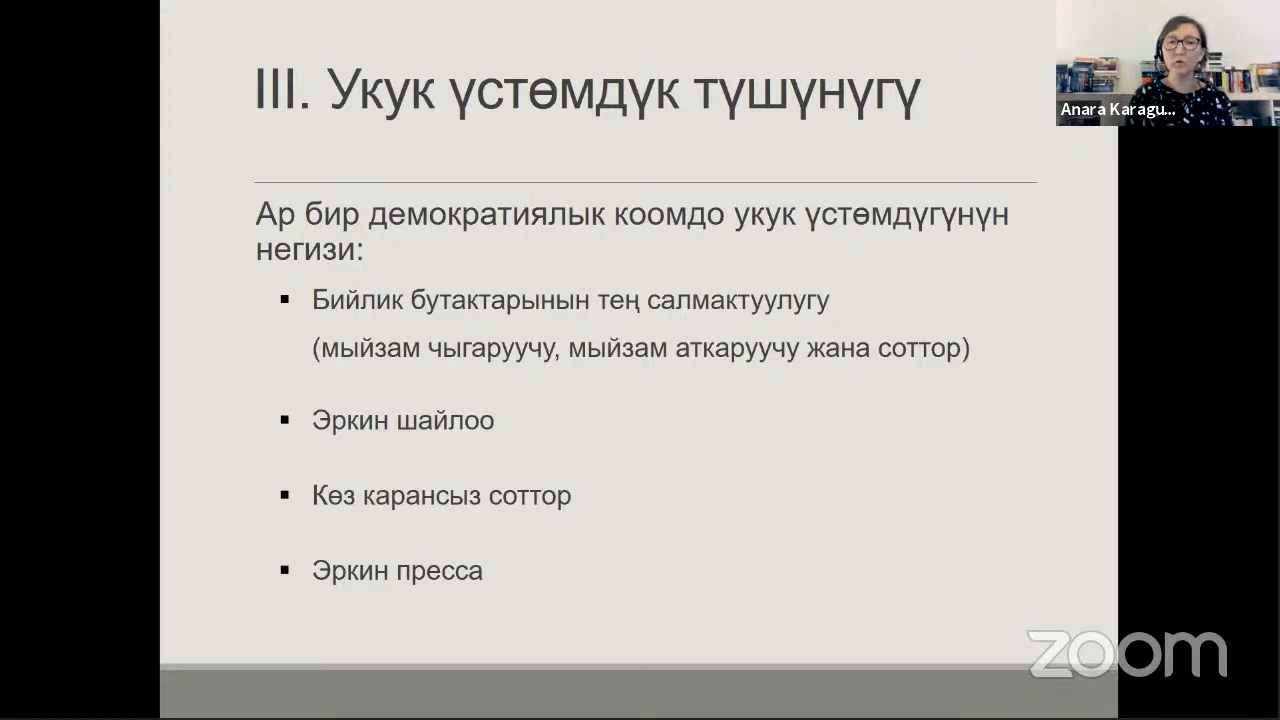 III. Укук үстөмдүк түшүнүгү
Anara Karagu...
Ар бир демократиялык коомдо укук үстөмдүгүнүн
негизи:
▪ Бийлик бутактарынын тең салмактуулугу
(мыйзам чыгаруучу, мыйзам аткаруучу жана соттор)
▪ Эркин шайлоо
▪ Көз карансыз соттор
▪ Эркин пресса
zoom